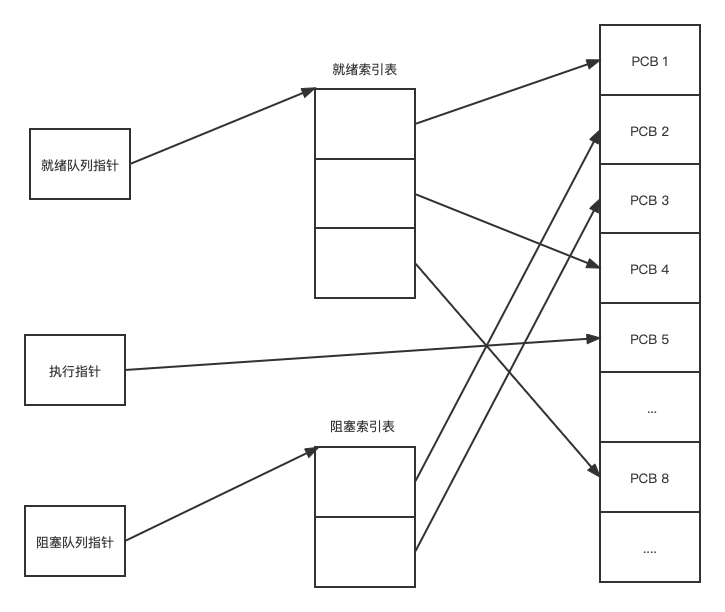 就绪索引表
就绪队列指针
执行指针
阻塞索引表
阻塞队列指针
PCB 1
PCB 2
PCB 3
PCB 4
PCB 5
...
PCB 8
....